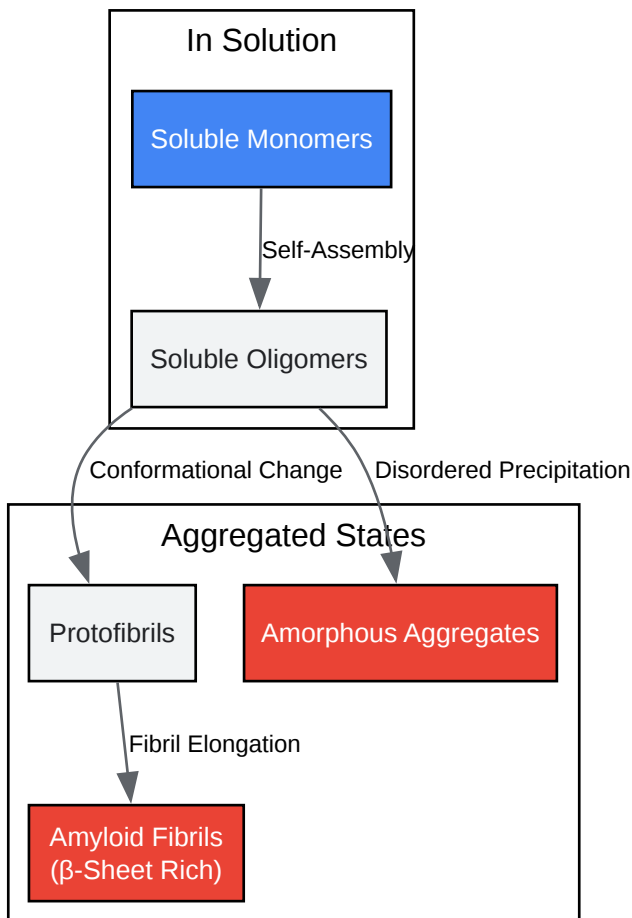 In Solution
Soluble Monomers
Self-Assembly
Soluble Oligomers
Conformational Change
Disordered Precipitation
Aggregated States
Protofibrils
Amorphous Aggregates
Fibril Elongation
Amyloid Fibrils
(β-Sheet Rich)